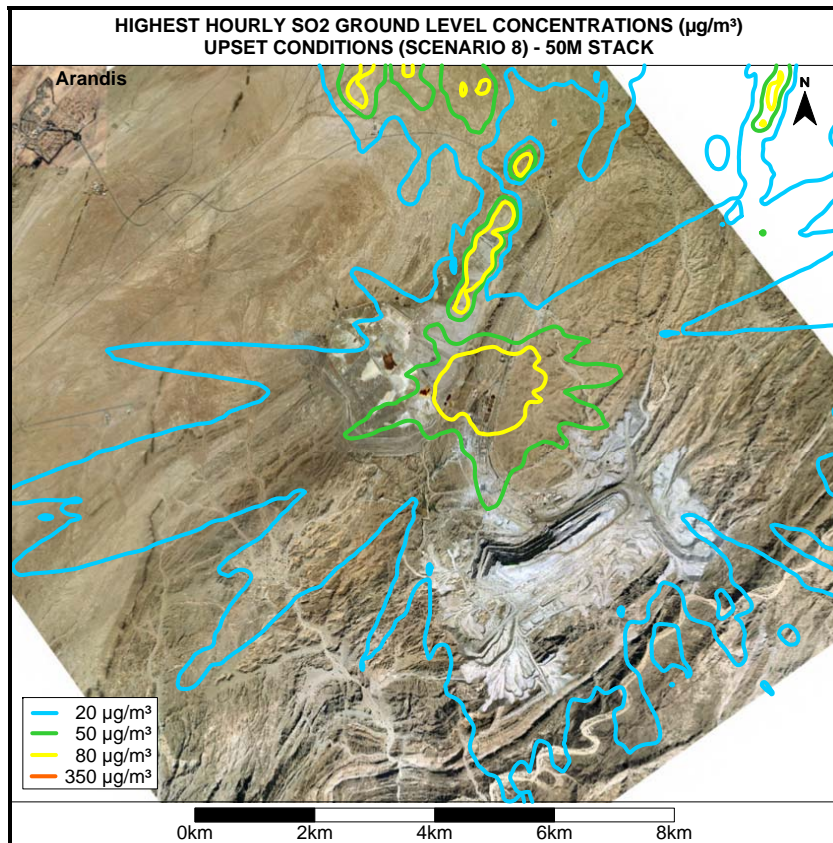 HIGHEST HOURLY SO2 GROUND LEVEL CONCENTRATIONS (µg/m³)
UPSET CONDITIONS (SCENARIO 8) - 50M STACK
Arandis
N
20 µg/m³
50 µg/m³
80 µg/m³
350 µg/m³
0km 2km 4km 6km 8km